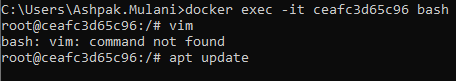 C:\Users\Ashpak.Mulani>docker exec -it ceafc3d65c96 bash
root@ceafc3d65c96:/# vim
bash: vim: command not found
root@ceafc3d65c96:/# apt update